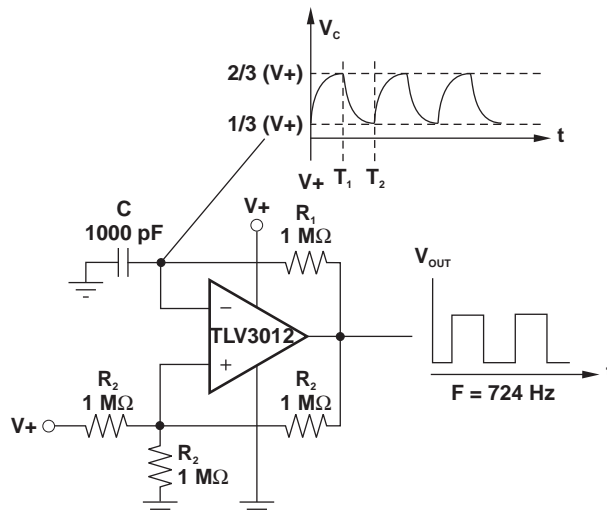 V_C
2/3 (V+)
1/3 (V+)
t
V+ T_1 T_2
C
1000 pF
V+
R_1
1 MΩ
V_OUT
−
TLV3012
+
R_2
1 MΩ
R_2
1 MΩ
V+
R_2
1 MΩ
F = 724 Hz